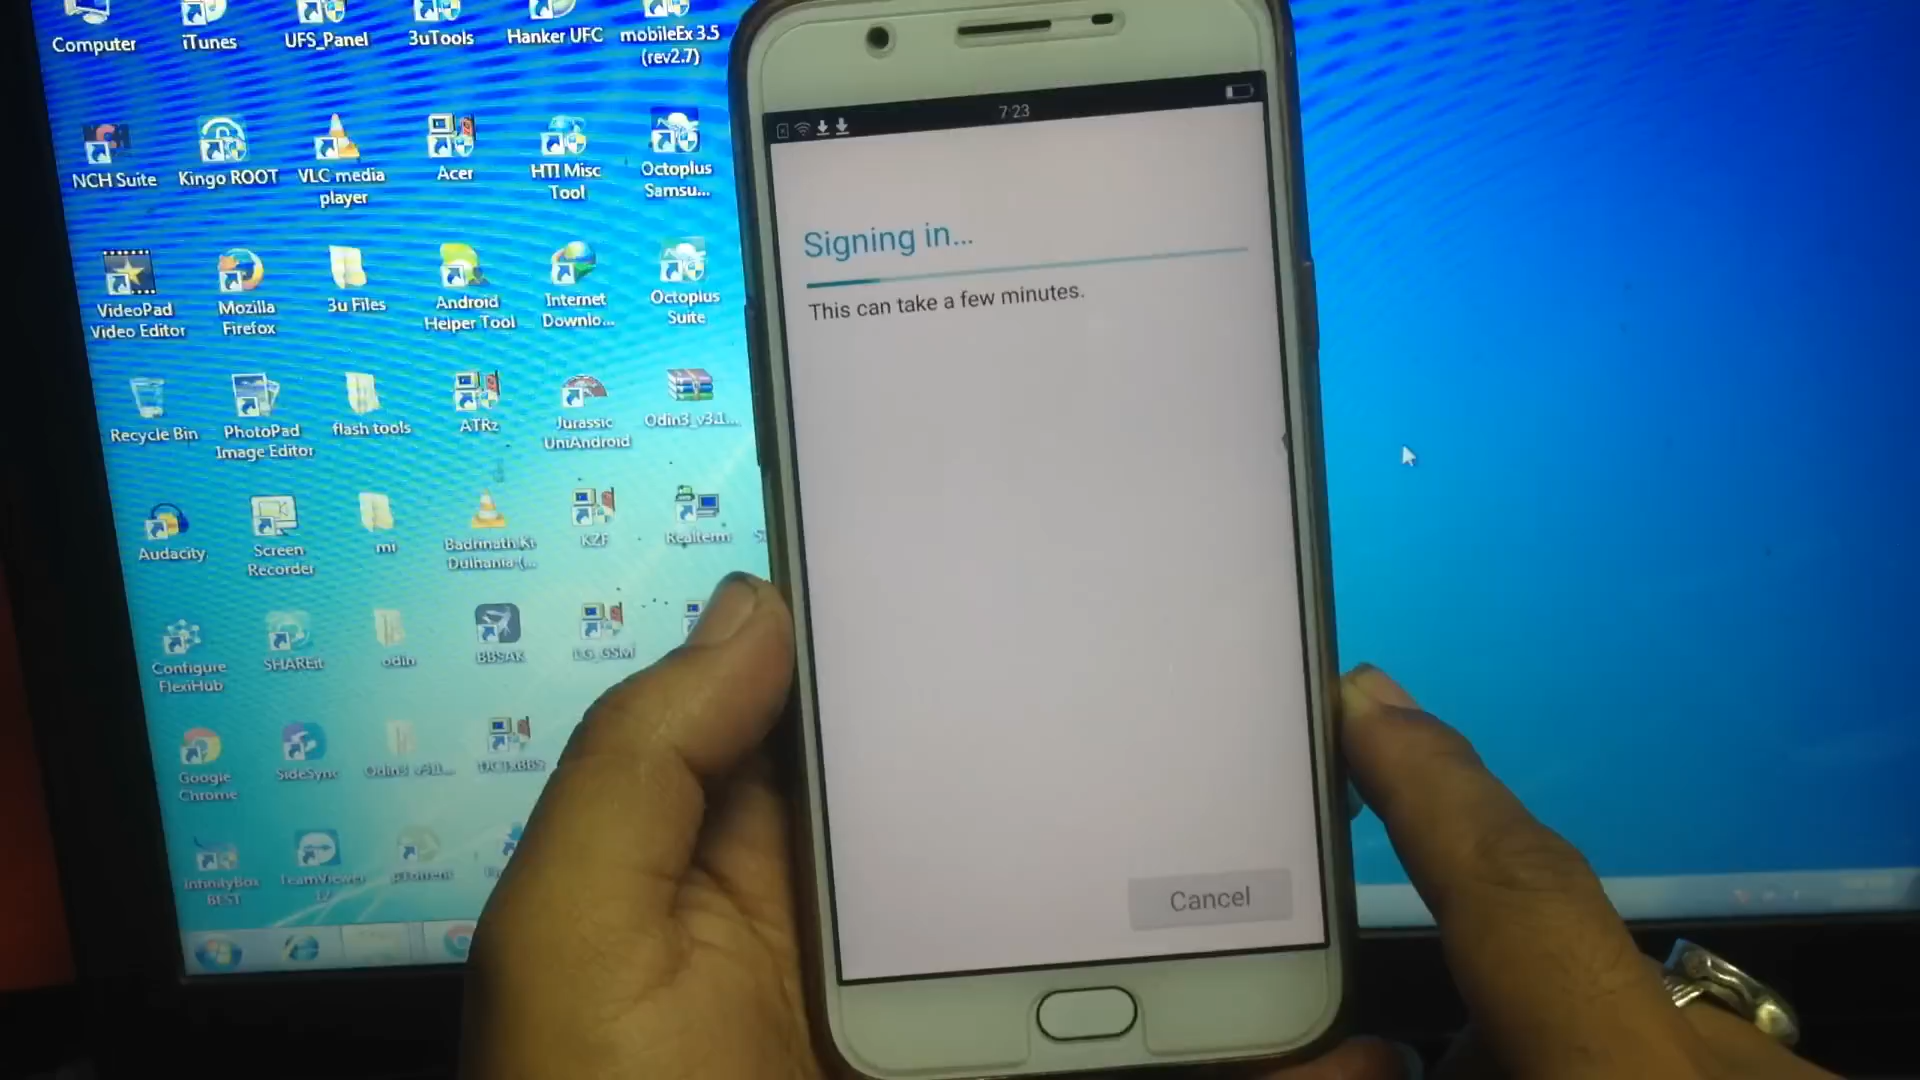 Computer
iTunes
UFS_Panel
3uTools
Hanker UFC
mobileEx 3.5
(rev2.7)
NCH Suite
Kingo ROOT
VLC media
player
Acer
HTI Misc
Tool
Octoplus
Samsu...
VideoPad
Video Editor
Mozilla
Firefox
3u Files
Android
Helper Tool
Internet
Downlo...
Octoplus
Suite
Recycle Bin
PhotoPad
Image Editor
flash tools
ATRz
Jurassic
UniAndroid
Odin3_v3.1...
Audacity
Screen
Recorder
mi
Badrinath Ki
Dulhania-(...
KZF
Realterm
Configure
FlexiHub
SHAREit
odin
BBSAK
LG_GSM
Google
Chrome
SideSync
DCTxBB5
InfinityBox
BEST
TeamViewer
12
µTorrent
7:23
Signing in...
This can take a few minutes.
Cancel